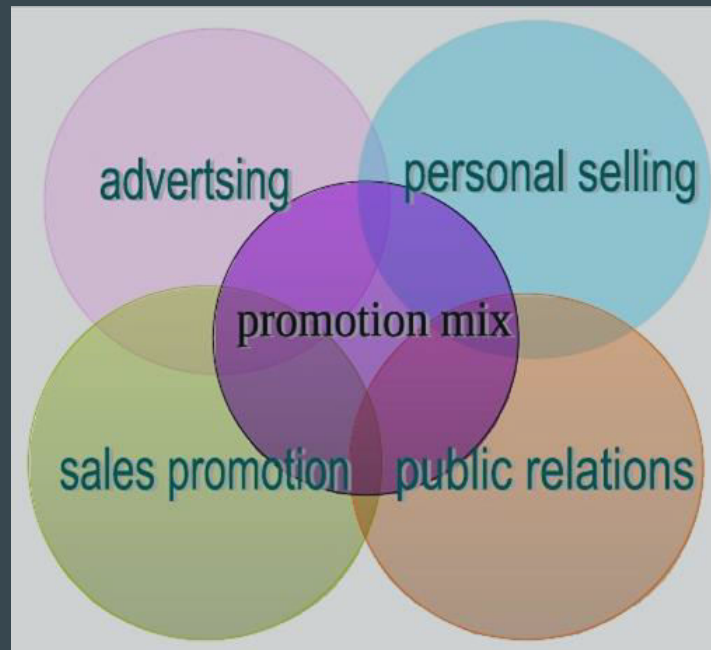 advertsing
personal selling
promotion mix
sales promotion
public relations